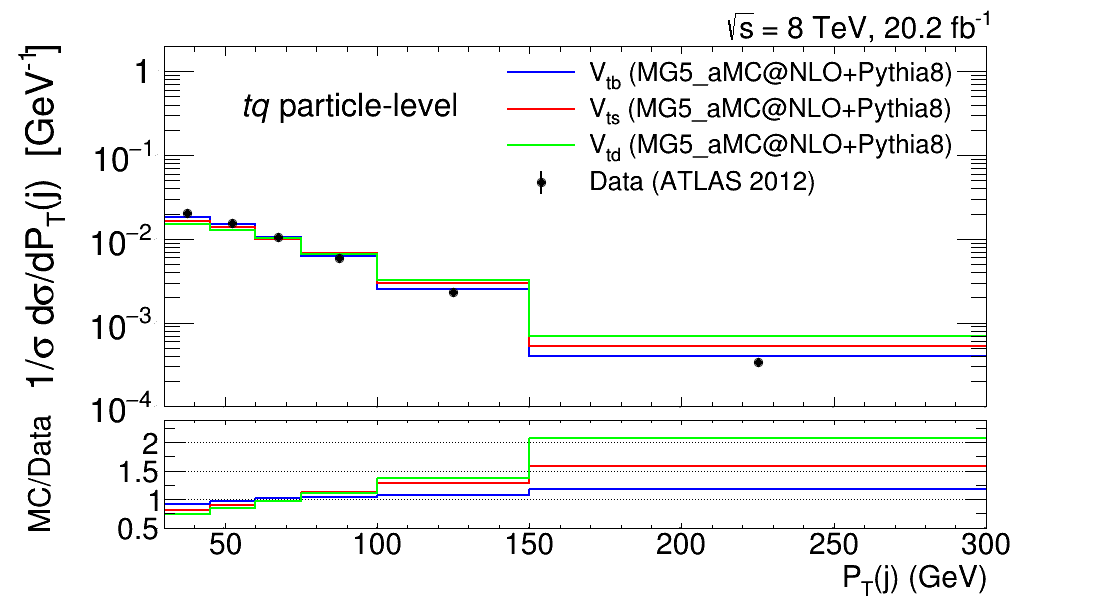 √s = 8 TeV, 20.2 fb⁻¹
1/σ dσ/dP_T(j) [GeV⁻¹]
1
10⁻¹
10⁻²
10⁻³
10⁻⁴
tq particle-level
V_tb (MG5_aMC@NLO+Pythia8)
V_ts (MG5_aMC@NLO+Pythia8)
V_td (MG5_aMC@NLO+Pythia8)
Data (ATLAS 2012)
MC/Data
2
1.5
1
0.5
50 100 150 200 250 300
P_T(j) (GeV)